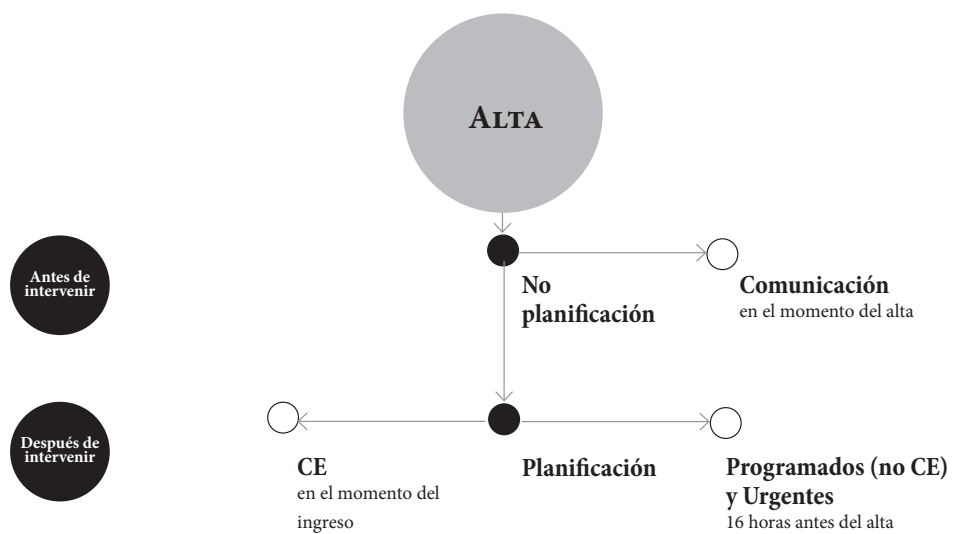 ALTA
Antes de
intervenir
No
planificación
Comunicación
en el momento del alta
Después de
intervenir
CE
en el momento del
ingreso
Planificación
Programados (no CE)
y Urgentes
16 horas antes del alta